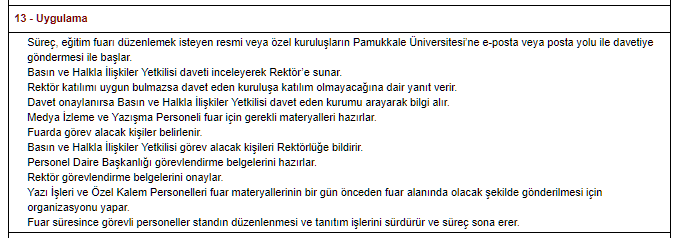 13 - Uygulama
Süreç, eğitim fuarı düzenlemek isteyen resmi veya özel kuruluşların Pamukkale Üniversitesi'ne e-posta veya posta yolu ile davetiye
göndermesi ile başlar.
Basın ve Halkla İlişkiler Yetkilisi daveti inceleyerek Rektör'e sunar.
Rektör katılımı uygun bulmazsa davet eden kuruluşa katılım olmayacağına dair yanıt verir.
Davet onaylanırsa Basın ve Halkla İlişkiler Yetkilisi davet eden kurumu arayarak bilgi alır.
Medya İzleme ve Yazışma Personeli fuar için gerekli materyalleri hazırlar.
Fuarda görev alacak kişiler belirlenir.
Basın ve Halkla İlişkiler Yetkilisi görev alacak kişileri Rektörlüğe bildirir.
Personel Daire Başkanlığı görevlendirme belgelerini hazırlar.
Rektör görevlendirme belgelerini onaylar.
Yazı İşleri ve Özel Kalem Personelleri fuar materyallerinin bir gün önceden fuar alanında olacak şekilde gönderilmesi için
organizasyonu yapar.
Fuar süresince görevli personeller standın düzenlenmesi ve tanıtım işlerini sürdürür ve süreç sona erer.